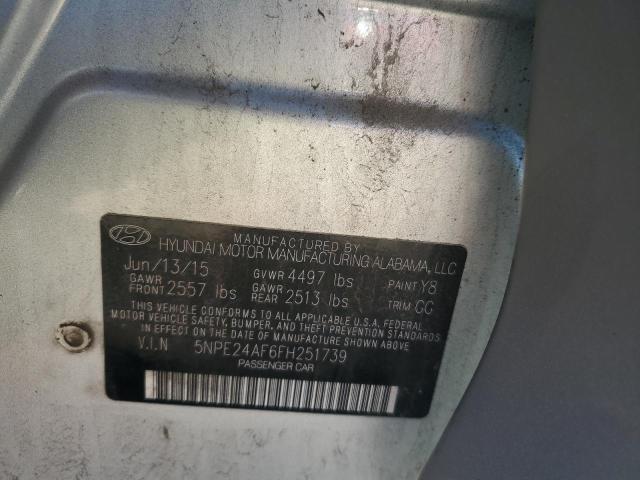 MANUFACTURED BY
HYUNDAI MOTOR MANUFACTURING ALABAMA, LLC
Jun/13/15 GVWR 4497 lbs PAINT Y8
GAWR FRONT 2557 lbs GAWR REAR 2513 lbs TRIM GG
THIS VEHICLE CONFORMS TO ALL APPLICABLE U.S.A. FEDERAL
MOTOR VEHICLE SAFETY, BUMPER, AND THEFT PREVENTION STANDARDS
IN EFFECT ON THE DATE OF MANUFACTURE SHOWN ABOVE.
V.I.N 5NPE24AF6FH251739
PASSENGER CAR